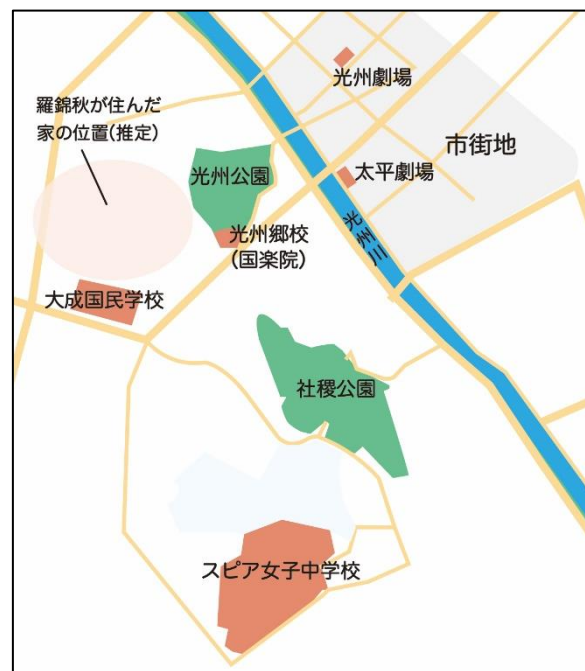 光州劇場
羅錦秋が住んだ
家の位置(推定)
市街地
太平劇場
光州公園
光州川
光州郷校
(国楽院)
大成国民学校
社稷公園
スピア女子中学校